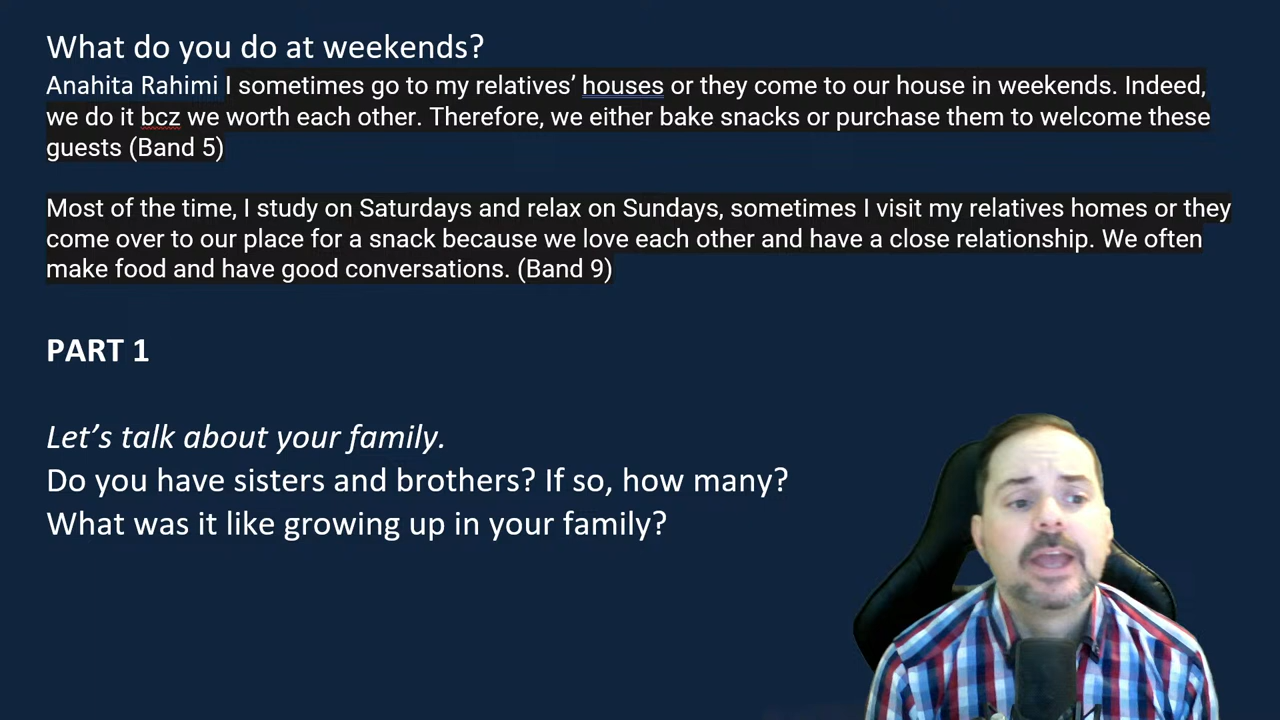 What do you do at weekends?
Anahita Rahimi I sometimes go to my relatives’ houses or they come to our house in weekends. Indeed,
we do it bcz we worth each other. Therefore, we either bake snacks or purchase them to welcome these
guests (Band 5)
Most of the time, I study on Saturdays and relax on Sundays, sometimes I visit my relatives homes or they
come over to our place for a snack because we love each other and have a close relationship. We often
make food and have good conversations. (Band 9)
PART 1
Let’s talk about your family.
Do you have sisters and brothers? If so, how many?
What was it like growing up in your family?